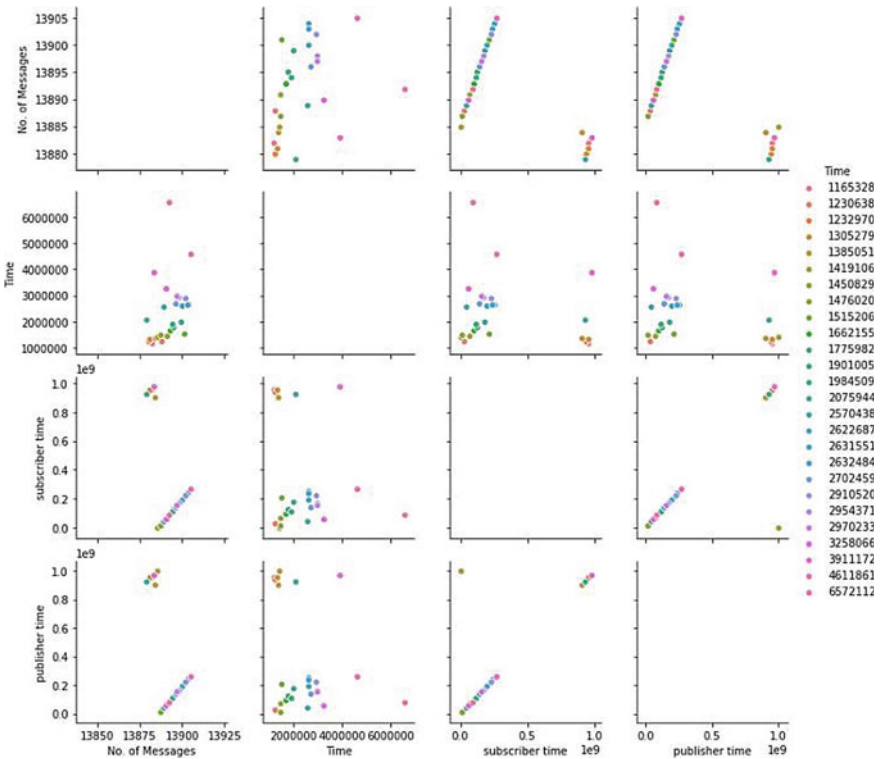 13905
13900
13895
13890
13885
13880
No. of Messages
6000000
5000000
4000000
3000000
2000000
1000000
Time
1e9
1.0
0.8
0.6
0.4
0.2
0.0
subscriber time
1e9
1.0
0.8
0.6
0.4
0.2
0.0
publisher time
13850 13875 13900 13925
No. of Messages
2000000 4000000 6000000
Time
0.0 0.5 1.0
1e9
subscriber time
0.0 0.5 1.0
1e9
publisher time
Time
1165328
1230638
1232970
1305279
1385051
1419106
1450829
1476020
1515206
1662155
1775982
1901005
1984509
2075944
2570438
2622687
2631551
2632484
2702459
2910520
2954371
2970233
3258066
3911172
4611861
6572112